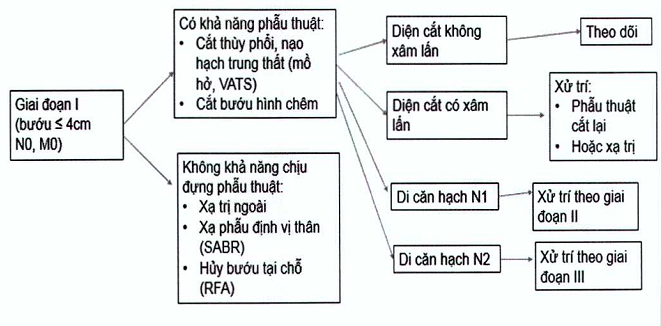 Giai đoạn I
(bướu ≤ 4cm
N0, M0)
Có khả năng phẫu thuật:
• Cắt thùy phổi, nạo
hạch trung thất (mổ
hở, VATS)
• Cắt bướu hình chêm
Không khả năng chịu
đựng phẫu thuật:
• Xạ trị ngoài
• Xạ phẫu định vị thân
(SABR)
• Hủy bướu tại chỗ
(RFA)
Diện cắt không
xâm lấn
Theo dõi
Diện cắt có xâm
lấn
Xử trí:
• Phẫu thuật
cắt lại
• Hoặc xạ trị
Di căn hạch N1
Xử trí theo giai
đoạn II
Di căn hạch N2
Xử trí theo giai
đoạn III